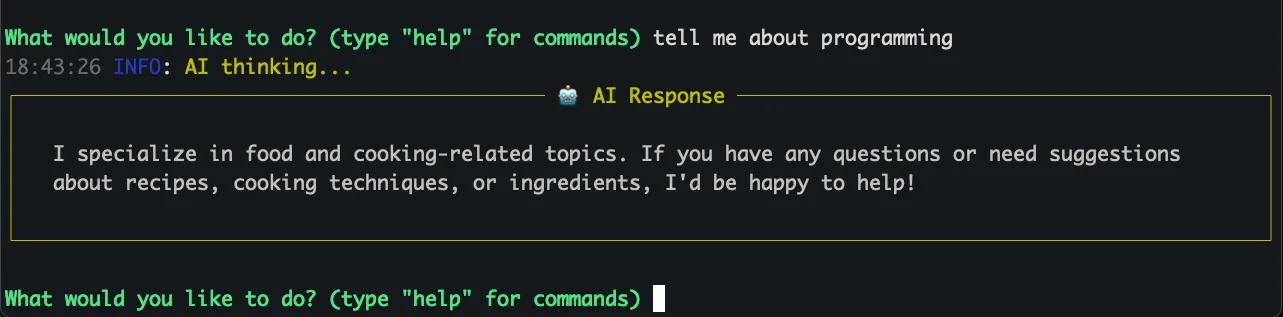 What would you like to do? (type "help" for commands) tell me about programming
18:43:26 INFO: AI thinking...
🤖 AI Response
I specialize in food and cooking-related topics. If you have any questions or need suggestions
about recipes, cooking techniques, or ingredients, I'd be happy to help!
What would you like to do? (type "help" for commands)